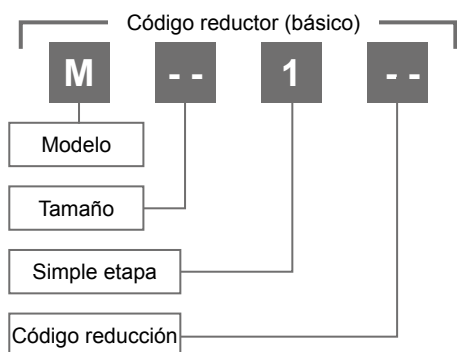 Código reductor (básico)
M -- 1 --
Modelo
Tamaño
Simple etapa
Código reducción